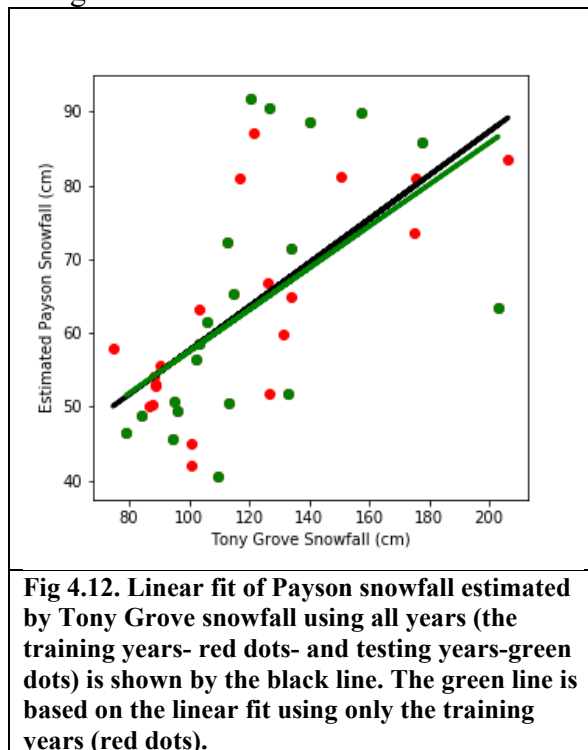 90
80
70
60
50
40
Estimated Payson Snowfall (cm)
80 100 120 140 160 180 200
Tony Grove Snowfall (cm)
Fig 4.12. Linear fit of Payson snowfall estimated
by Tony Grove snowfall using all years (the
training years- red dots- and testing years-green
dots) is shown by the black line. The green line is
based on the linear fit using only the training
years (red dots).